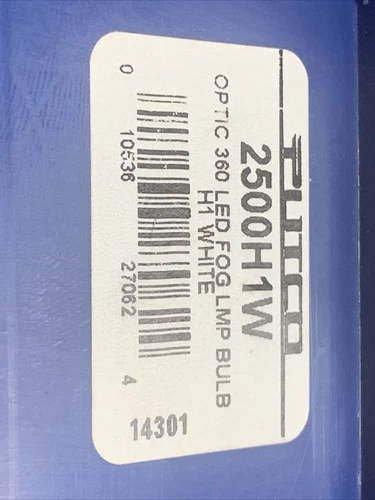 PUTCO
2500H1W
OPTIC 360 LED FOG LMP BULB
H1 WHITE
0 10536 27062 4
14301